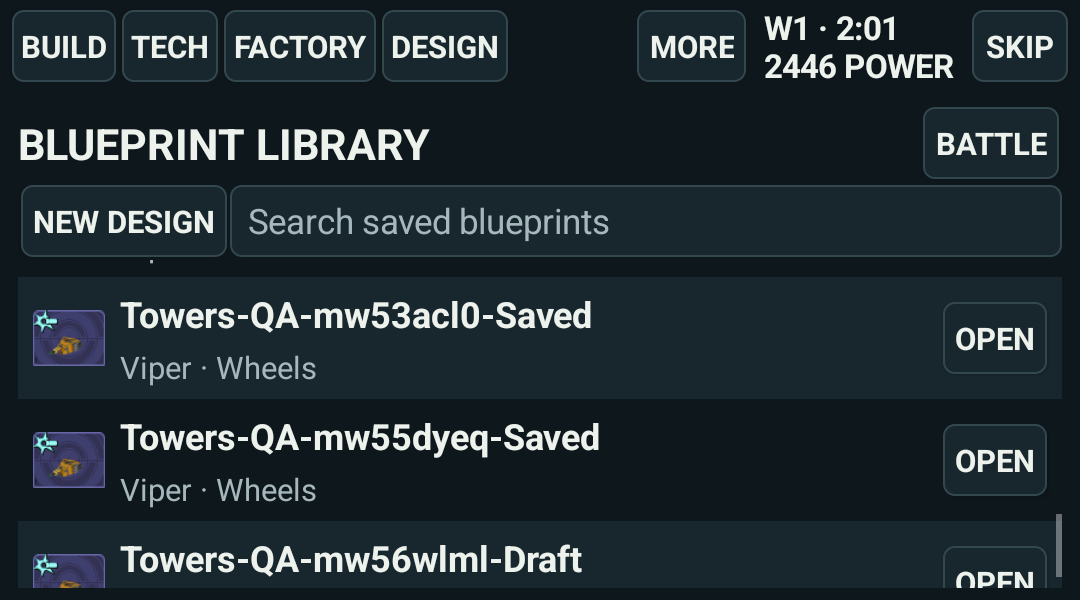 BUILD TECH FACTORY DESIGN MORE W1 · 2:01 SKIP
2446 POWER
BLUEPRINT LIBRARY BATTLE
NEW DESIGN Search saved blueprints
Towers-QA-mw53acl0-Saved
Viper · Wheels OPEN
Towers-QA-mw55dyeq-Saved
Viper · Wheels OPEN
Towers-QA-mw56wlml-Draft
OPEN